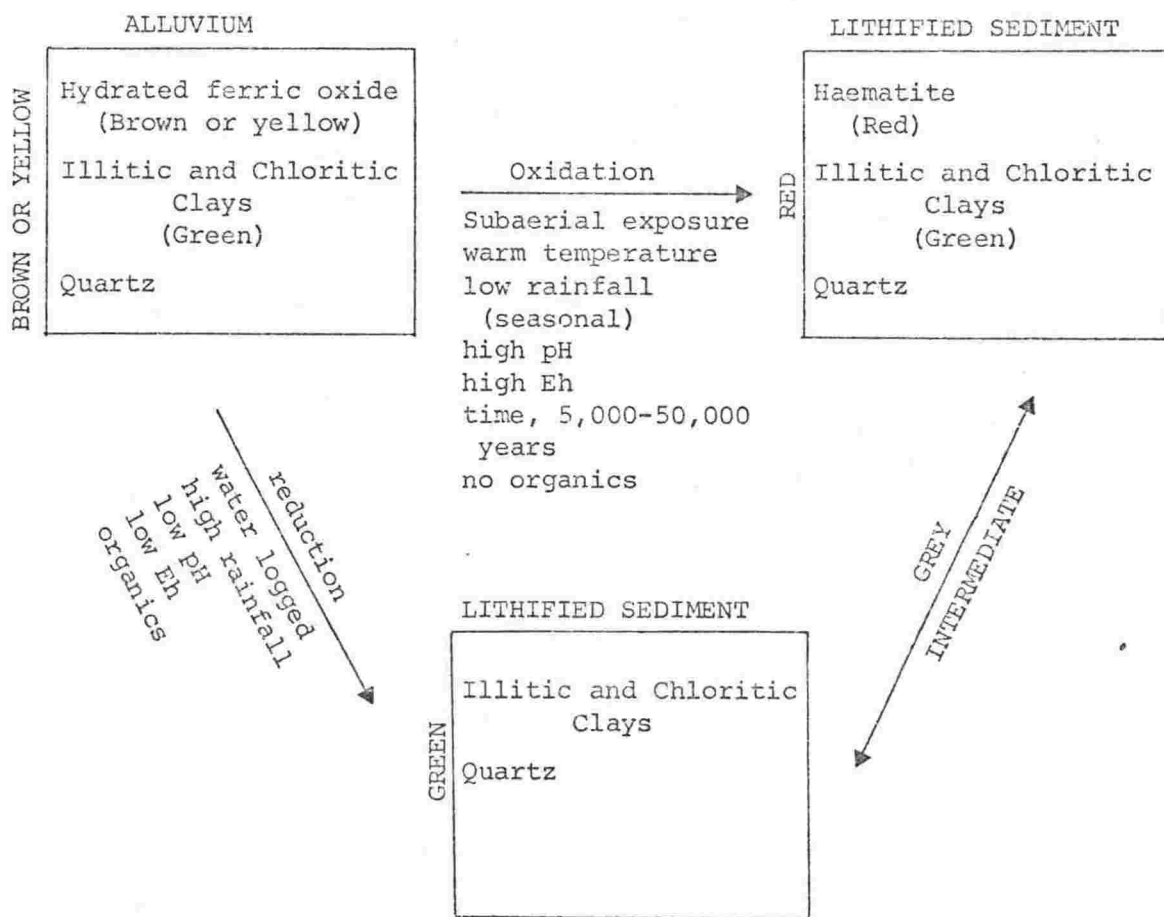 ALLUVIUM
BROWN OR YELLOW
Hydrated ferric oxide
(Brown or yellow)
Illitic and Chloritic
Clays
(Green)
Quartz
Oxidation
Subaerial exposure
warm temperature
low rainfall
(seasonal)
high pH
high Eh
time, 5,000-50,000
years
no organics
LITHIFIED SEDIMENT
RED
Haematite
(Red)
Illitic and Chloritic
Clays
(Green)
Quartz
reduction
water logged
high rainfall
low pH
low Eh
organics
GREY
INTERMEDIATE
LITHIFIED SEDIMENT
GREEN
Illitic and Chloritic
Clays
Quartz